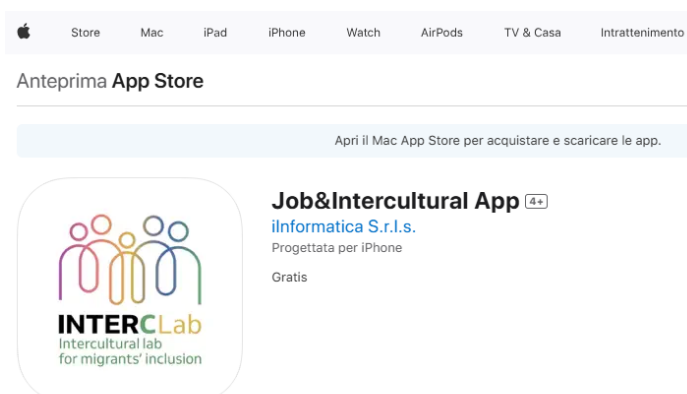 Store Mac iPad iPhone Watch AirPods TV & Casa Intrattenimento
Anteprima App Store
Apri il Mac App Store per acquistare e scaricare le app.
Job&Intercultural App 4+
iInformatica S.r.l.s.
Progettata per iPhone
Gratis
INTERCLab
Intercultural lab
for migrants' inclusion